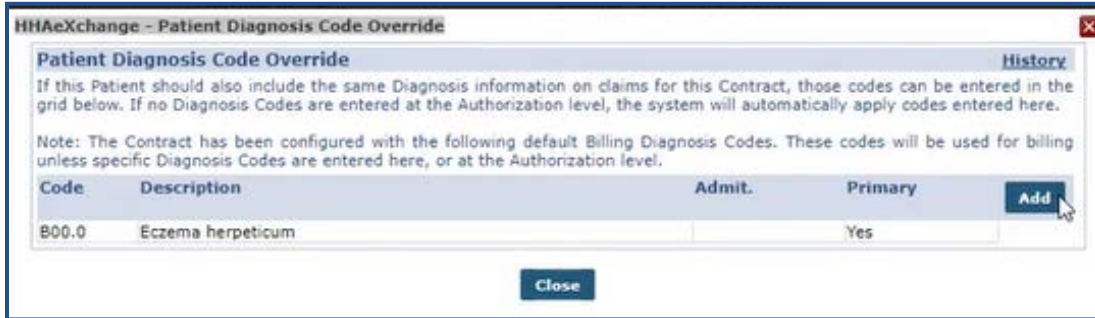 HHAeXchange - Patient Diagnosis Code Override
Patient Diagnosis Code Override History
If this Patient should also include the same Diagnosis information on claims for this Contract, those codes can be entered in the
grid below. If no Diagnosis Codes are entered at the Authorization level, the system will automatically apply codes entered here.
Note: The Contract has been configured with the following default Billing Diagnosis Codes. These codes will be used for billing
unless specific Diagnosis Codes are entered here, or at the Authorization level.
Code Description Admit. Primary Add
B00.0 Eczema herpeticum Yes
Close